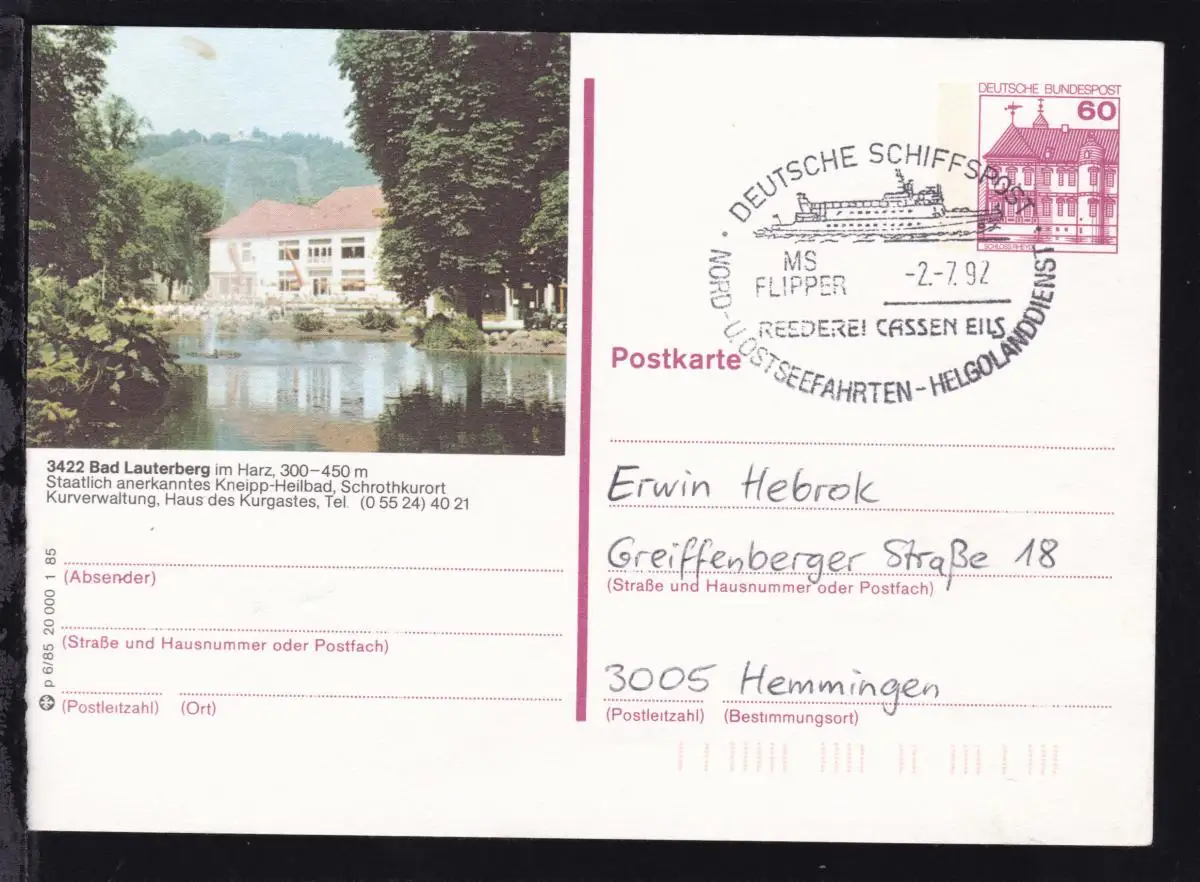 3422 Bad Lauterberg im Harz, 300–450 m
Staatlich anerkanntes Kneipp-Heilbad, Schrothkurort
Kurverwaltung, Haus des Kurgastes, Tel. (0 55 24) 40 21
(Absender)
(Straße und Hausnummer oder Postfach)
(Postleitzahl) (Ort)
p 6/85 20 000 1 85
DEUTSCHE BUNDESPOST
60
· DEUTSCHE SCHIFFSPOST ·
MS
FLIPPER
-2.-7.92
REEDEREI CASSEN EILS
NORD- U. OSTSEEFAHRTEN - HELGOLANDDIENST
Postkarte
Erwin Hebrok
Greiffenberger Straße 18
(Straße und Hausnummer oder Postfach)
3005 Hemmingen
(Postleitzahl) (Bestimmungsort)